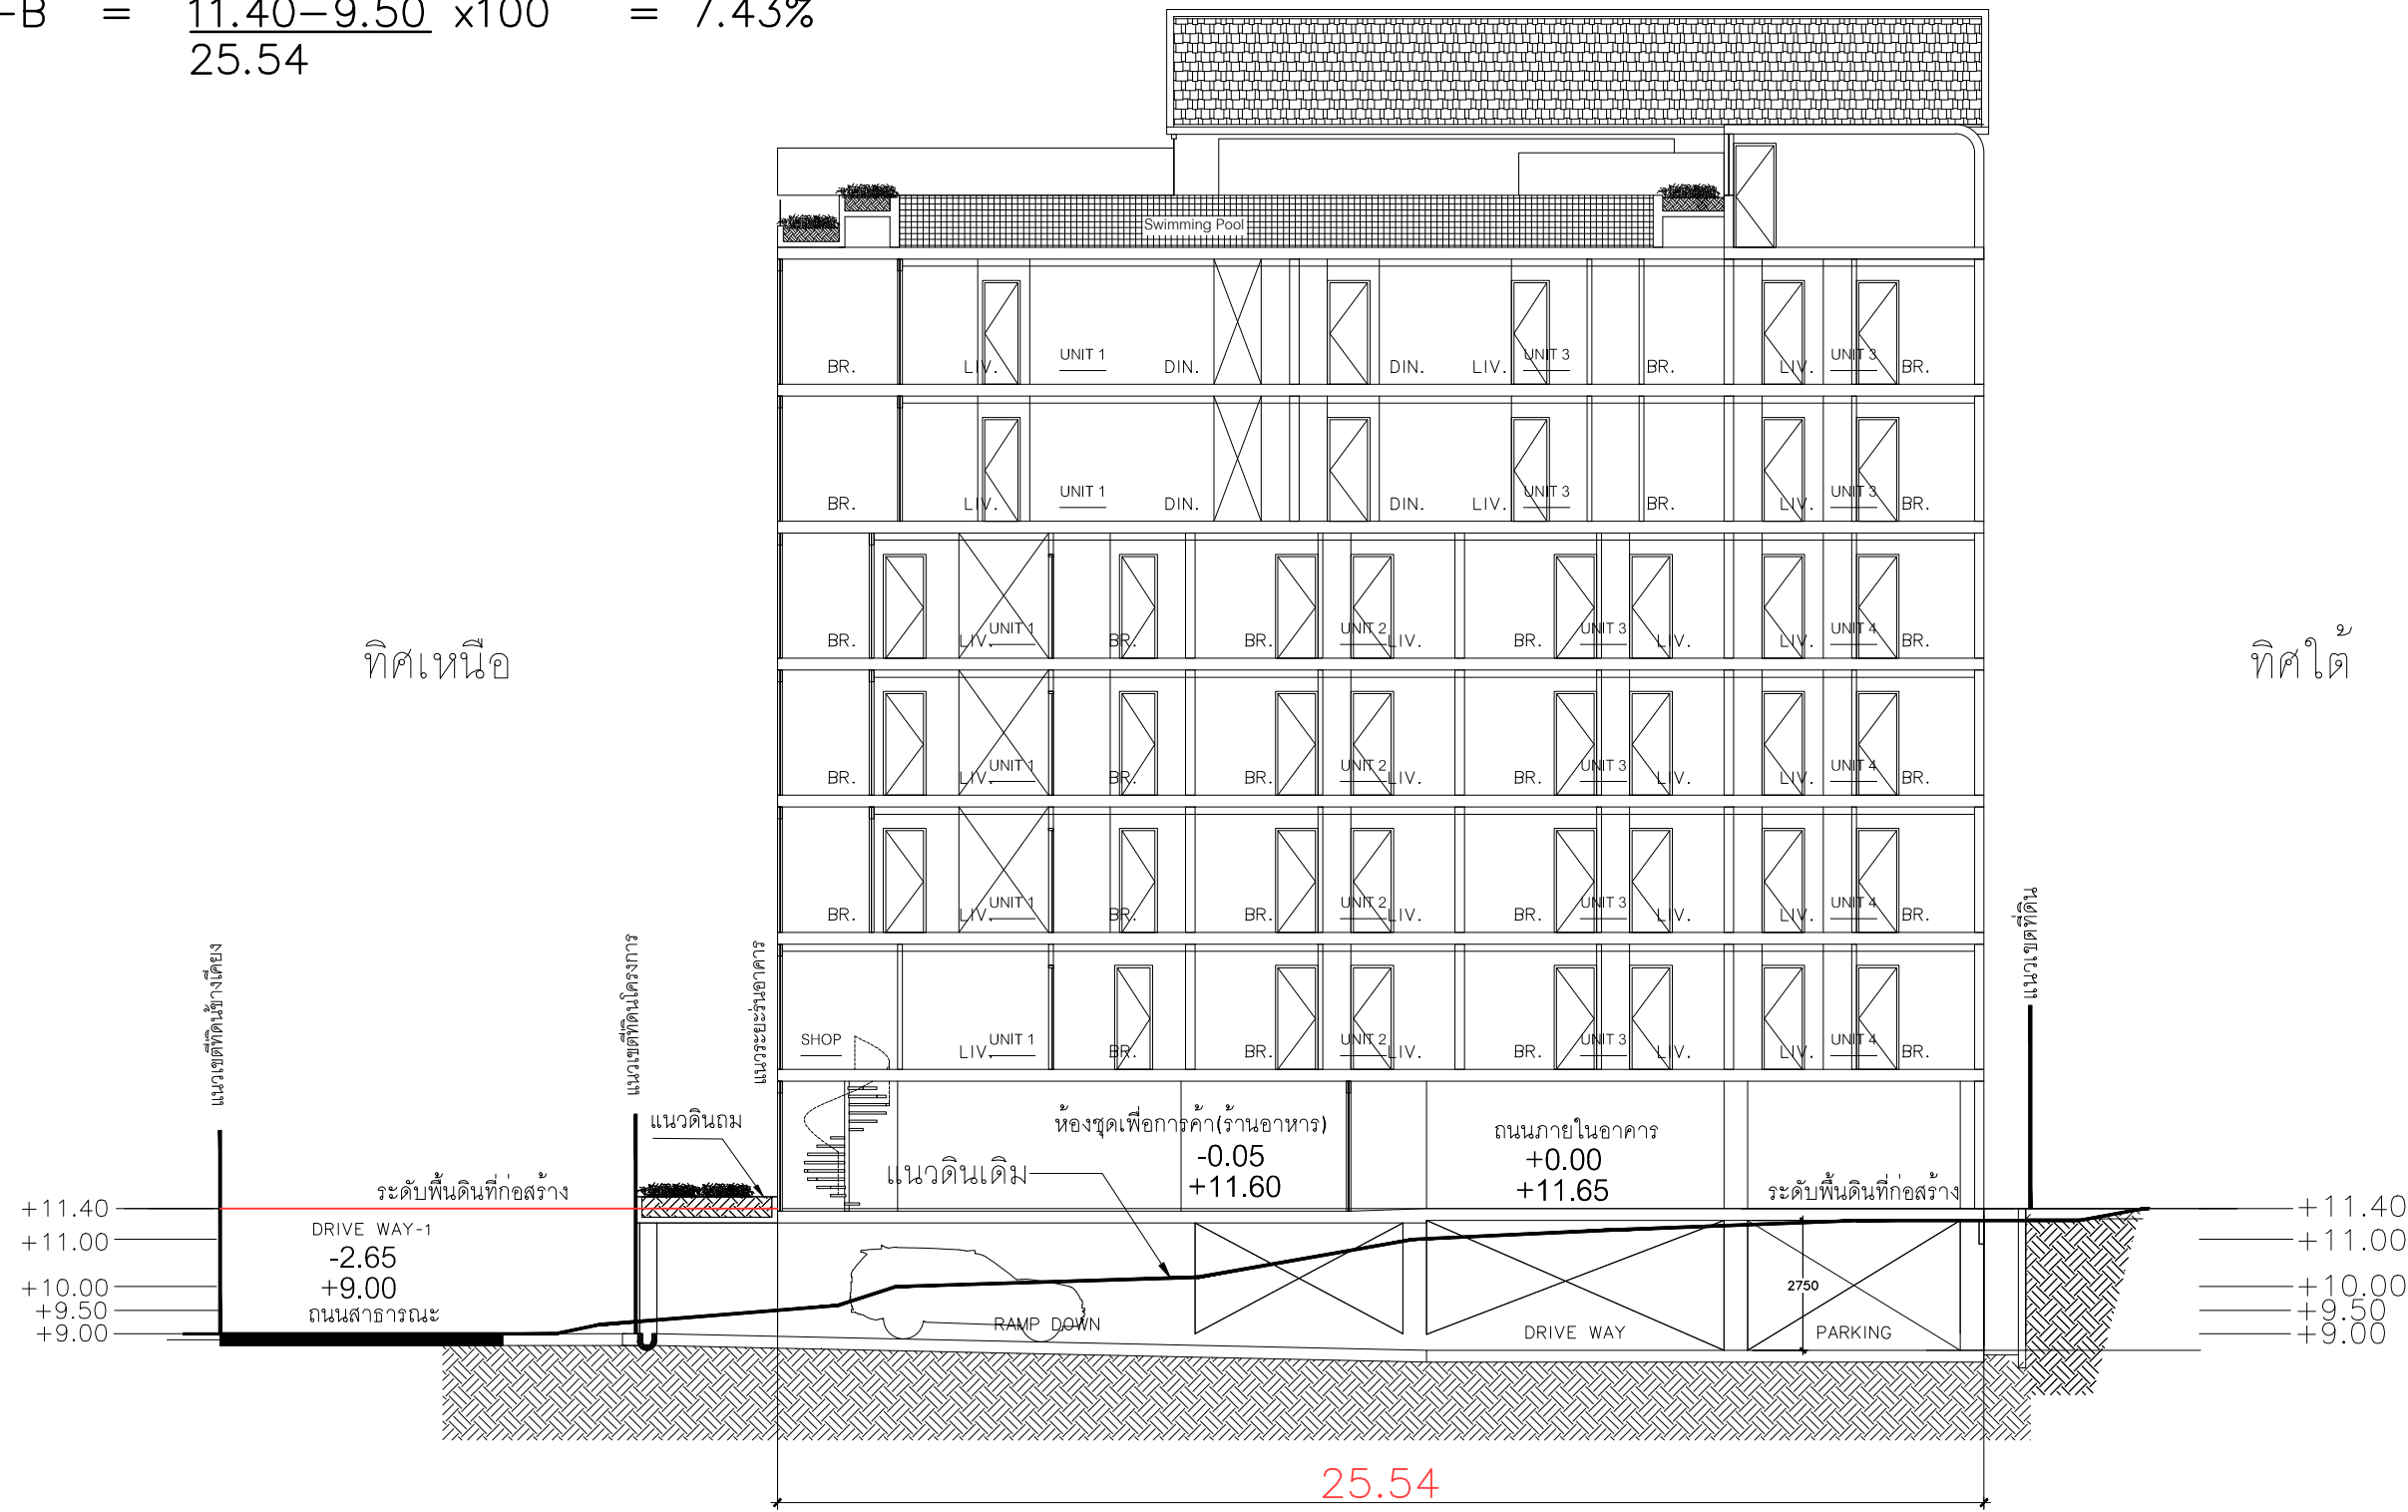 -B = 11.40-9.50 x100 = 7.43%
25.54
Swimming Pool
BR. LIV. UNIT 1 DIN. DIN. LIV. UNIT 3 BR. LIV. UNIT 3 BR.
BR. LIV. UNIT 1 DIN. DIN. LIV. UNIT 3 BR. LIV. UNIT 3 BR.
ทิศเหนือ
ทิศใต้
BR. LIV. UNIT 1 BR. BR. UNIT 2 LIV. BR. UNIT 3 LIV. LIV. UNIT 4 BR.
BR. LIV. UNIT 1 BR. BR. UNIT 2 LIV. BR. UNIT 3 LIV. LIV. UNIT 4 BR.
BR. LIV. UNIT 1 BR. BR. UNIT 2 LIV. BR. UNIT 3 LIV. LIV. UNIT 4 BR.
SHOP LIV. UNIT 1 BR. BR. UNIT 2 LIV. BR. UNIT 3 LIV. LIV. UNIT 4 BR.
แนวเขตที่ดินข้างเคียง
แนวเขตที่ดินโครงการ
แนวระยะร่นอาคาร
แนวเขตที่ดิน
แนวดินถม
ห้องชุดเพื่อการค้า(ร้านอาหาร)
-0.05
+11.60
ถนนภายในอาคาร
+0.00
+11.65
แนวดินเดิม
ระดับพื้นดินที่ก่อสร้าง
ระดับพื้นดินที่ก่อสร้าง
+11.40
+11.00
+10.00
+9.50
+9.00
DRIVE WAY-1
-2.65
+9.00
ถนนสาธารณะ
RAMP DOWN
DRIVE WAY
2750
PARKING
+11.40
+11.00
+10.00
+9.50
+9.00
25.54